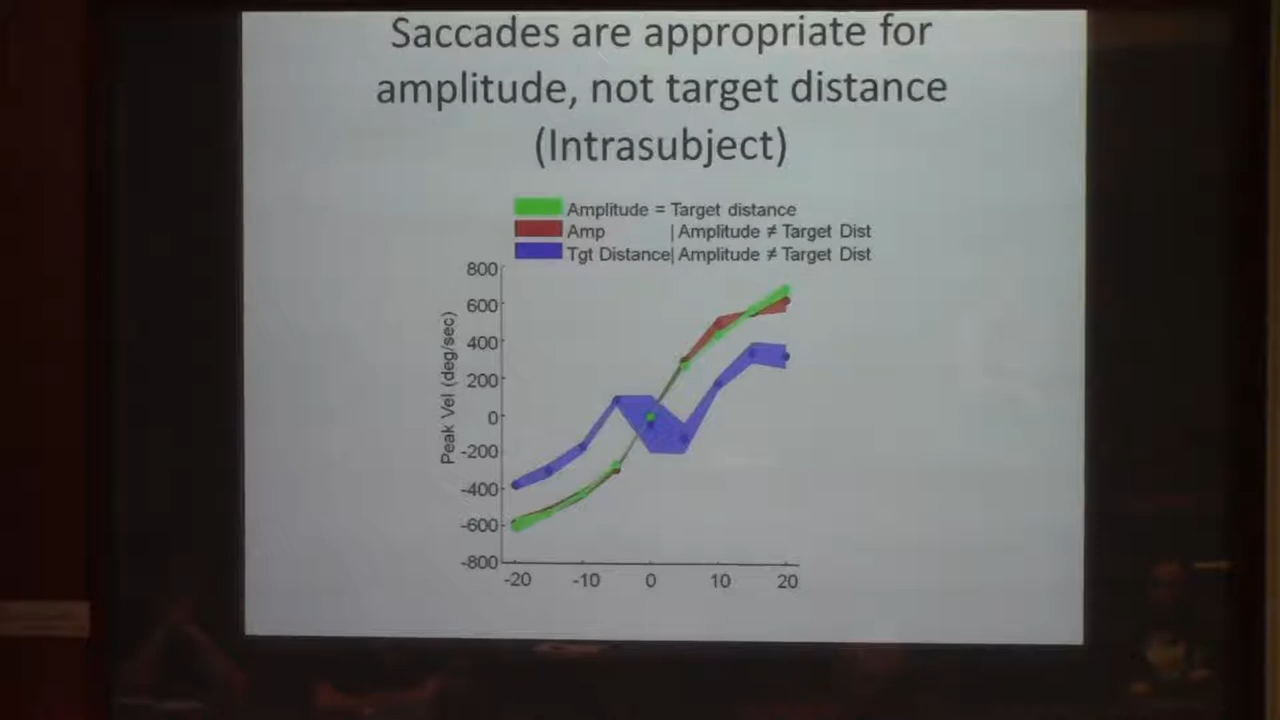 Saccades are appropriate for
amplitude, not target distance
(Intrasubject)
Amplitude = Target distance
Amp | Amplitude ≠ Target Dist
Tgt Distance| Amplitude ≠ Target Dist
Peak Vel (deg/sec)
800
600
400
200
0
-200
-400
-600
-800
-20 -10 0 10 20